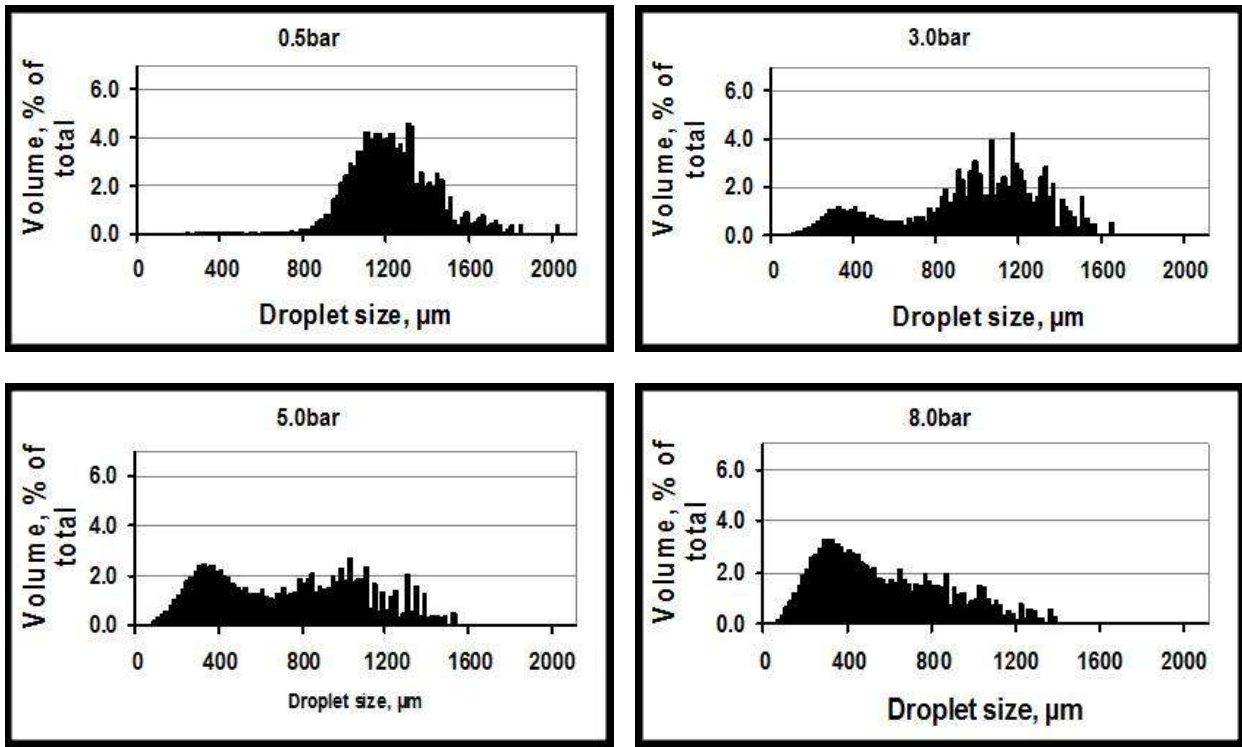 0.5bar
Volume, % of
total
6.0
4.0
2.0
0.0
0 400 800 1200 1600 2000
Droplet size, µm
3.0bar
Volume, % of
total
6.0
4.0
2.0
0.0
0 400 800 1200 1600 2000
Droplet size, µm
5.0bar
Volume, % of
total
6.0
4.0
2.0
0.0
0 400 800 1200 1600 2000
Droplet size, µm
8.0bar
Volume, % of
total
6.0
4.0
2.0
0.0
0 400 800 1200 1600 2000
Droplet size, µm